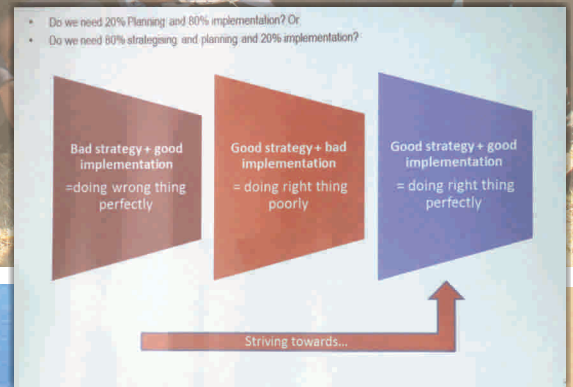 Do we need 20% Planning and 80% implementation? Or
Do we need 80% strategising and planning and 20% implementation?
Bad strategy + good
implementation
=doing wrong thing
perfectly
Good strategy + bad
implementation
= doing right thing
poorly
Good strategy + good
implementation
= doing right thing
perfectly
Striving towards...